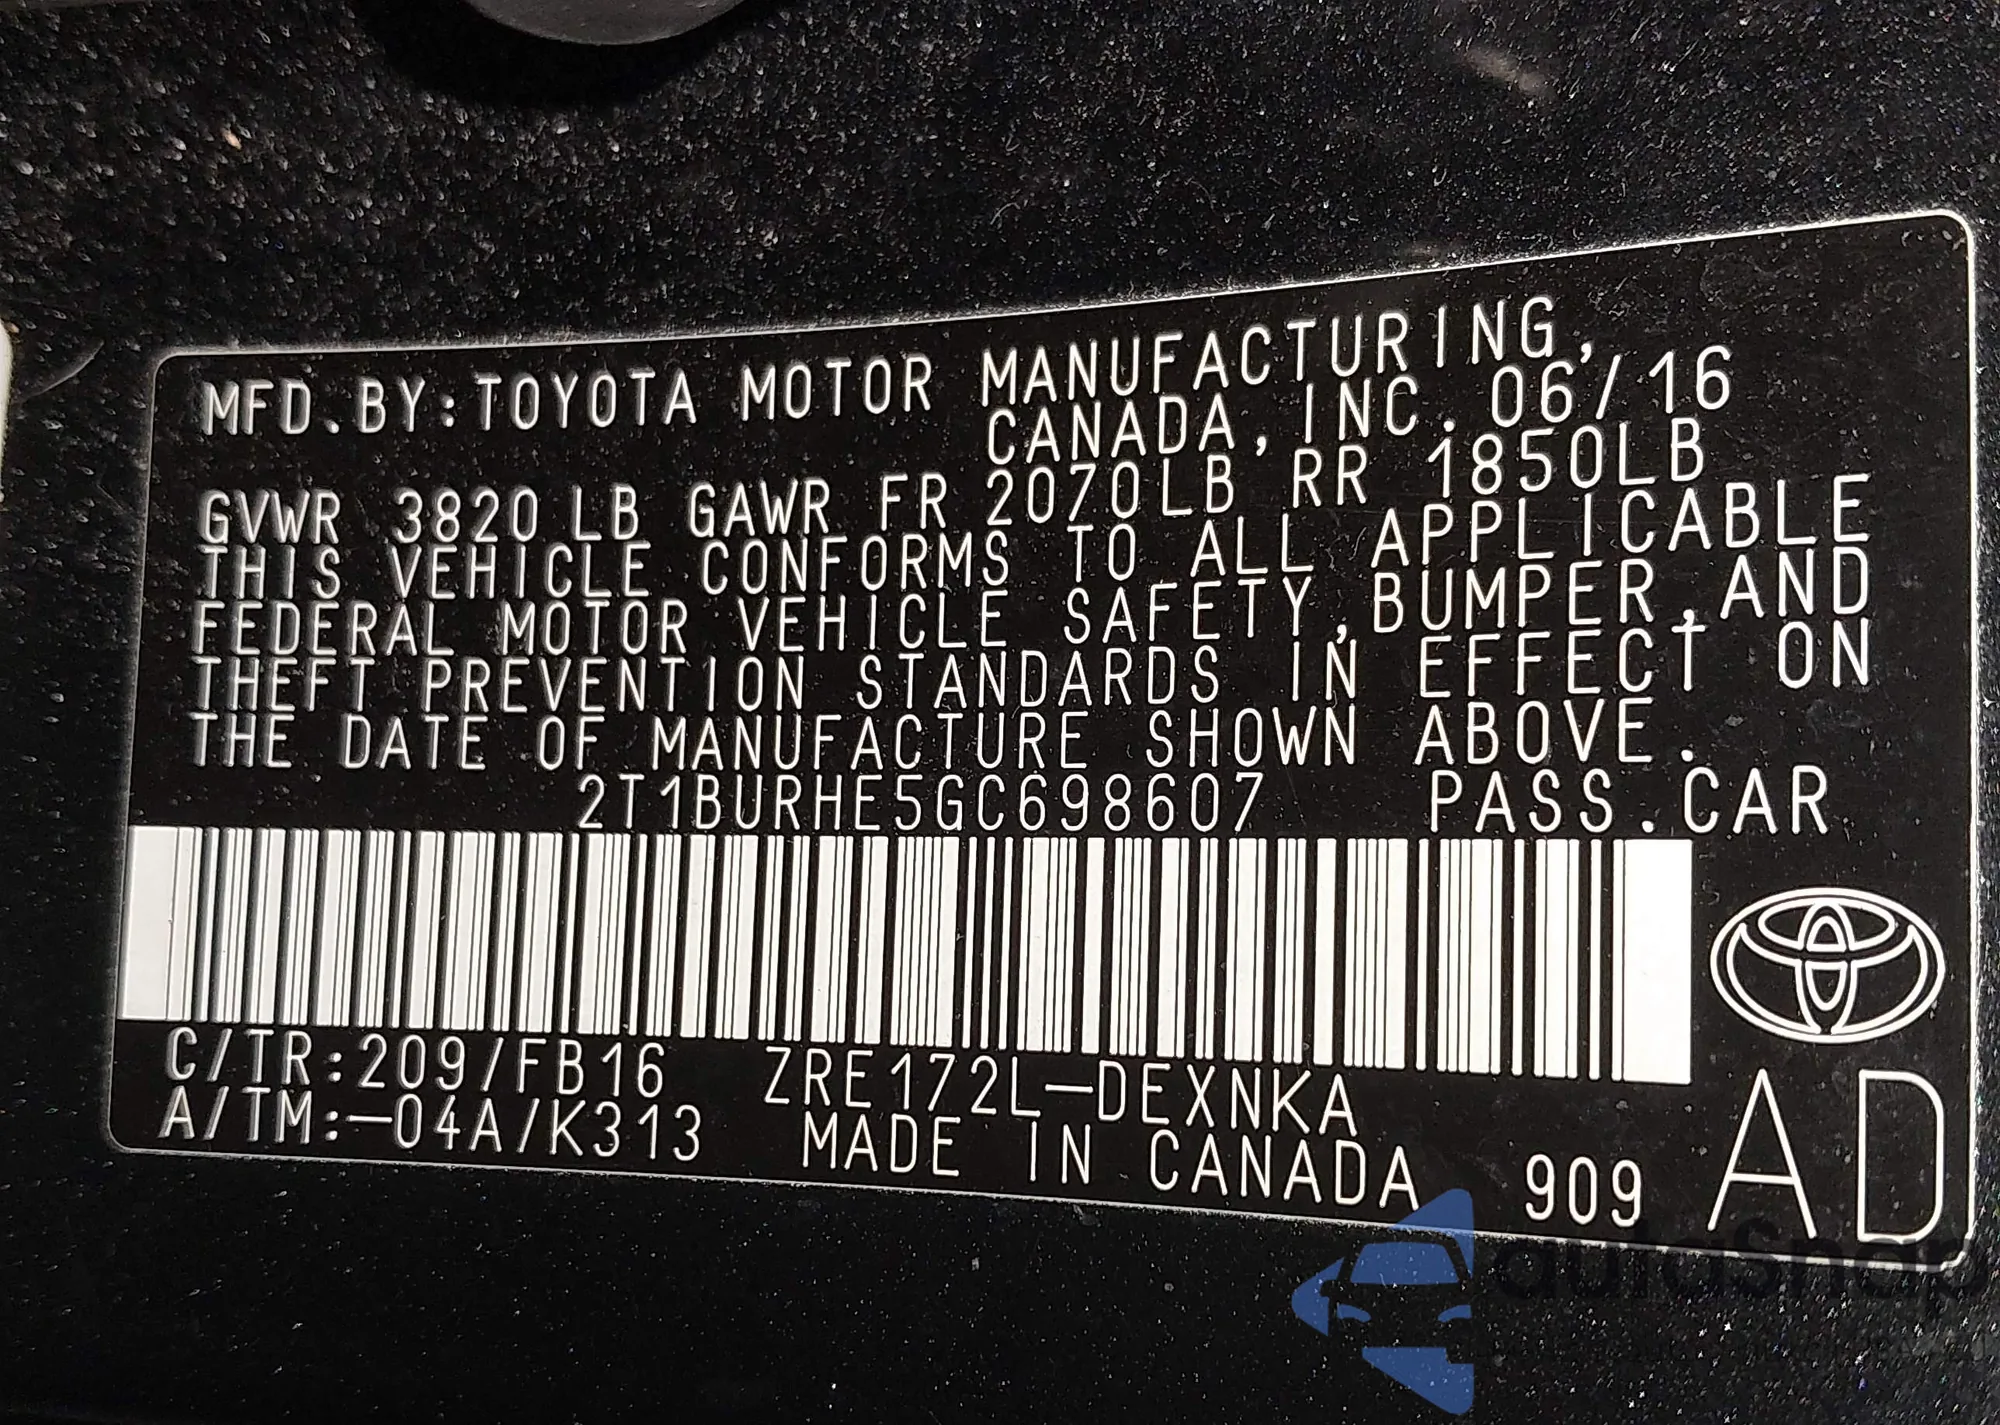 MFD.BY:TOYOTA MOTOR MANUFACTURING,
CANADA, INC. 06/16
GVWR 3820 LB GAWR FR 2070LB RR 1850LB
THIS VEHICLE CONFORMS TO ALL APPLICABLE
FEDERAL MOTOR VEHICLE SAFETY,BUMPER,AND
THEFT PREVENTION STANDARDS IN EFFECT ON
THE DATE OF MANUFACTURE SHOWN ABOVE.
2T1BURHE5GC698607 PASS.CAR
C/TR:209/FB16 ZRE172L-DEXNKA
A/TM:-04A/K313 MADE IN CANADA 909 AD